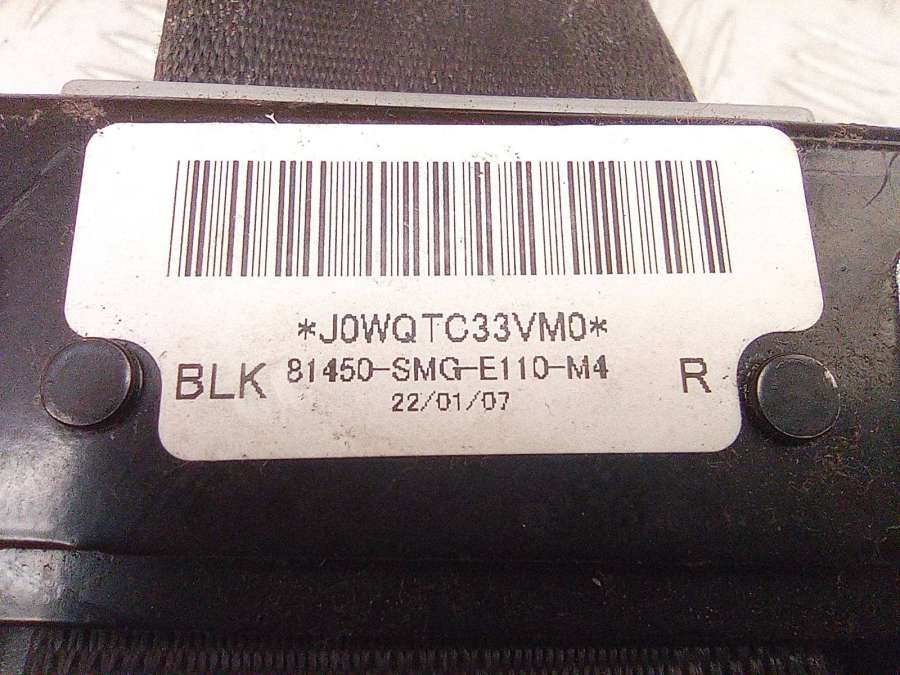 *J0WQTC33VM0*
BLK 81450-SMG-E110-M4 R
22/01/07